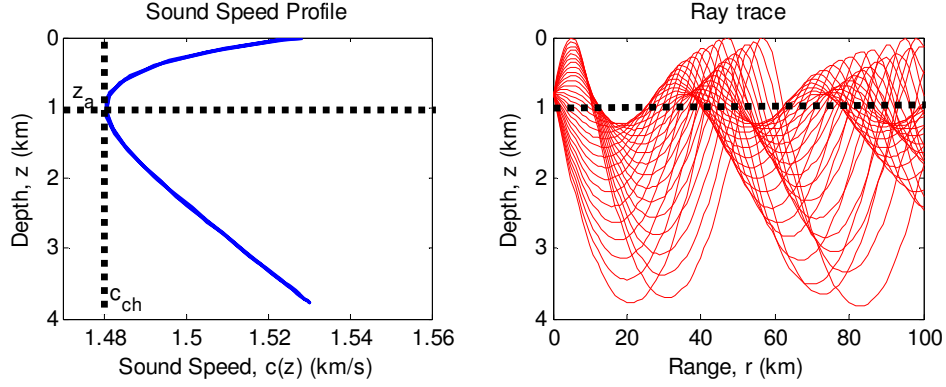 Sound Speed Profile
0
1
2
3
4
1.48
1.5
1.52
1.54
1.56
Depth, z (km)
Sound Speed, c(z) (km/s)
z_a
c_ch
Ray trace
0
1
2
3
4
0
20
40
60
80
100
Depth, z (km)
Range, r (km)